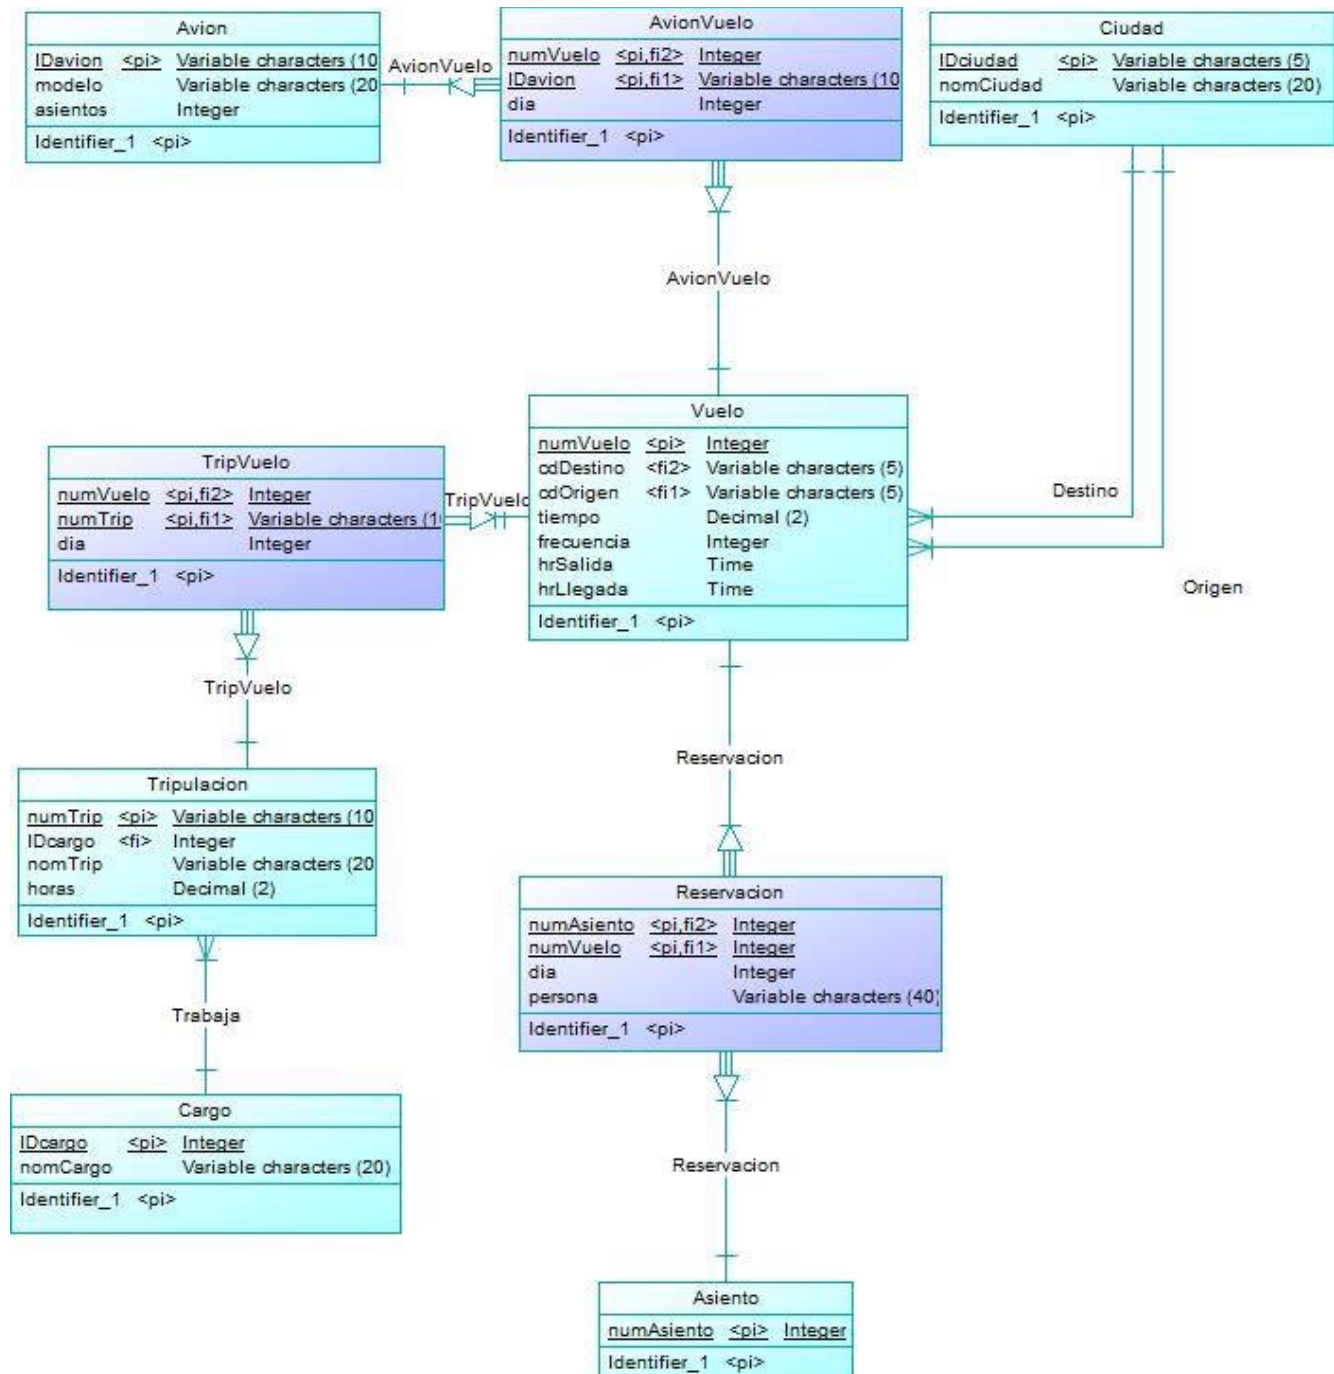 Avion
IDavion <pi> Variable characters (10
modelo Variable characters (20
asientos Integer
Identifier_1 <pi>
AvionVuelo
AvionVuelo
numVuelo <pi,fi2> Integer
IDavion <pi,fi1> Variable characters (10
dia Integer
Identifier_1 <pi>
Ciudad
IDciudad <pi> Variable characters (5)
nomCiudad Variable characters (20)
Identifier_1 <pi>
AvionVuelo
Vuelo
numVuelo <pi> Integer
cdDestino <fi2> Variable characters (5)
cdOrigen <fi1> Variable characters (5)
tiempo Decimal (2)
frecuencia Integer
hrSalida Time
hrLlegada Time
Identifier_1 <pi>
TripVuelo
numVuelo <pi,fi2> Integer
numTrip <pi,fi1> Variable characters (1
dia Integer
Identifier_1 <pi>
TripVuelo
Destino
Origen
TripVuelo
Reservacion
Tripulacion
numTrip <pi> Variable characters (10
IDcargo <fi> Integer
nomTrip Variable characters (20
horas Decimal (2)
Identifier_1 <pi>
Reservacion
numAsiento <pi,fi2> Integer
numVuelo <pi,fi1> Integer
dia Integer
persona Variable characters (40)
Identifier_1 <pi>
Trabaja
Cargo
IDcargo <pi> Integer
nomCargo Variable characters (20)
Identifier_1 <pi>
Reservacion
Asiento
numAsiento <pi> Integer
Identifier_1 <pi>